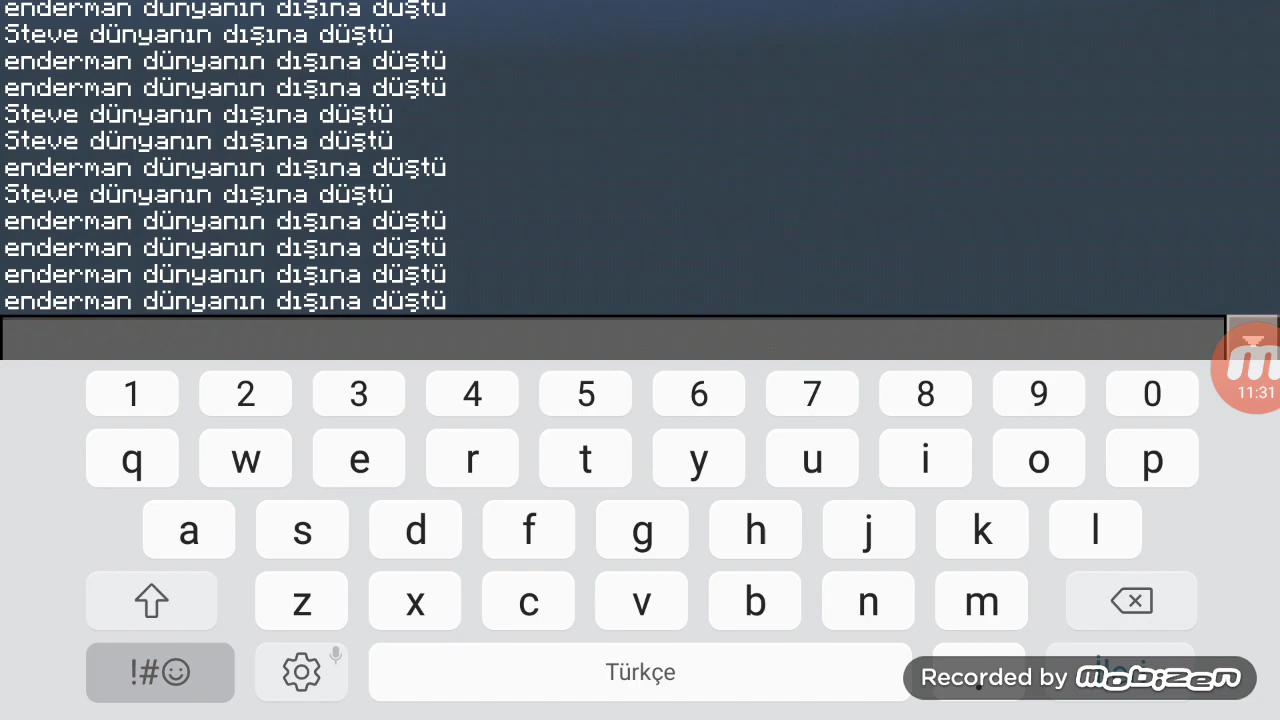 enderman dünyanın dışına düştü
Steve dünyanın dışına düştü
enderman dünyanın dışına düştü
enderman dünyanın dışına düştü
Steve dünyanın dışına düştü
Steve dünyanın dışına düştü
enderman dünyanın dışına düştü
Steve dünyanın dışına düştü
enderman dünyanın dışına düştü
enderman dünyanın dışına düştü
enderman dünyanın dışına düştü
enderman dünyanın dışına düştü
m
11:31
1 2 3 4 5 6 7 8 9 0
q w e r t y u i o p
a s d f g h j k l
z x c v b n m
!#☺ Türkçe .
Recorded by mobizen